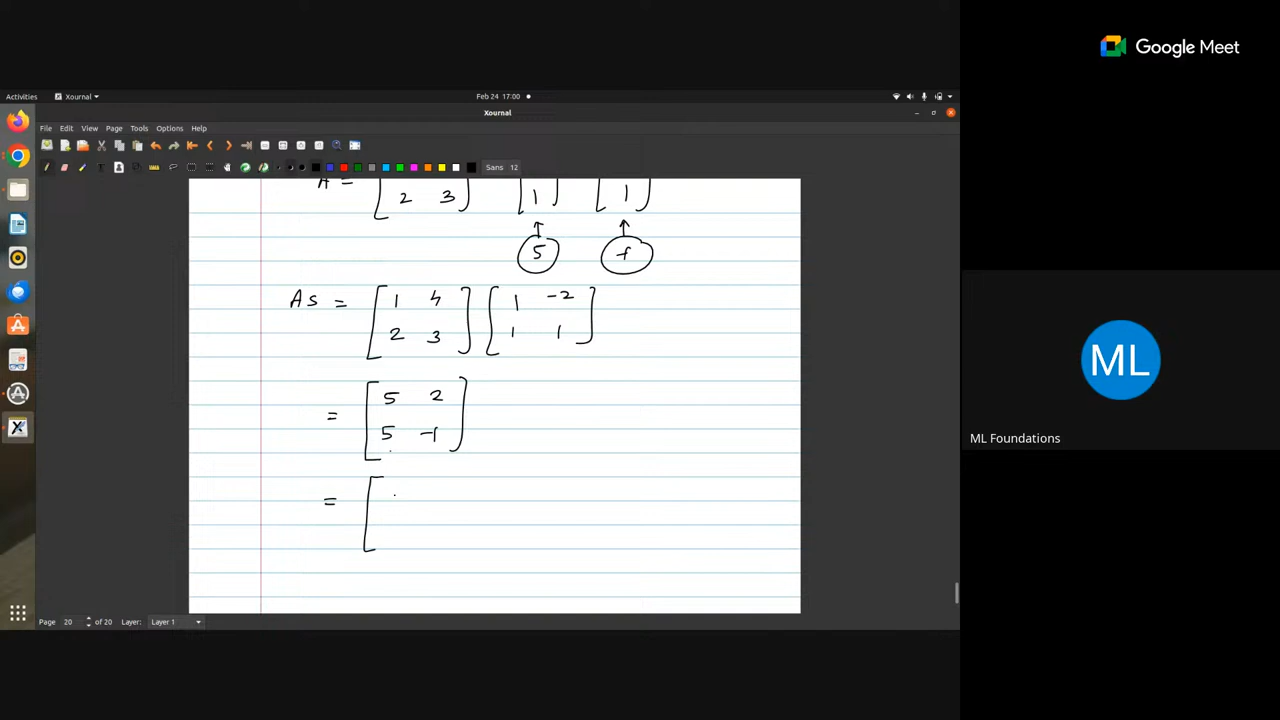 Google Meet
Activities Xournal Feb 24 17:00
Xournal
File Edit View Page Tools Options Help
Sans 12
A =
2 3 1 1
5
AS = [ 1 4 ] [ 1 -2 ]
[ 2 3 ] [ 1 1 ]
= [ 5 2 ]
[ 5 -1 ]
= [
ML
ML Foundations
Page 20 of 20 Layer: Layer 1